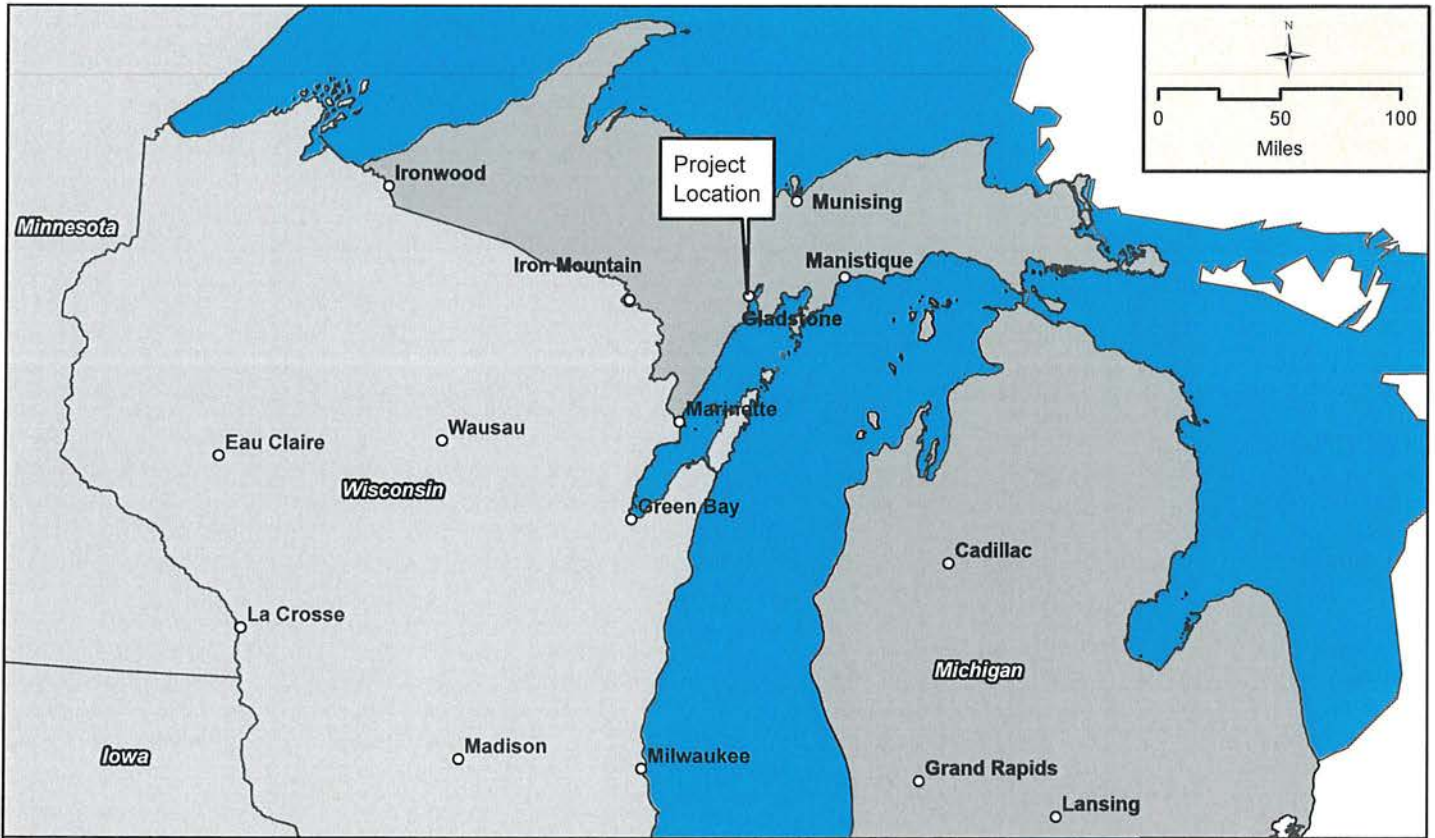 N
0 50 100
Miles
Project
Location
Ironwood
Munising
Minnesota
Iron Mountain
Manistique
Gladstone
Marinette
Eau Claire
Wausau
Wisconsin
Green Bay
Cadillac
La Crosse
Michigan
Iowa
Madison
Milwaukee
Grand Rapids
Lansing